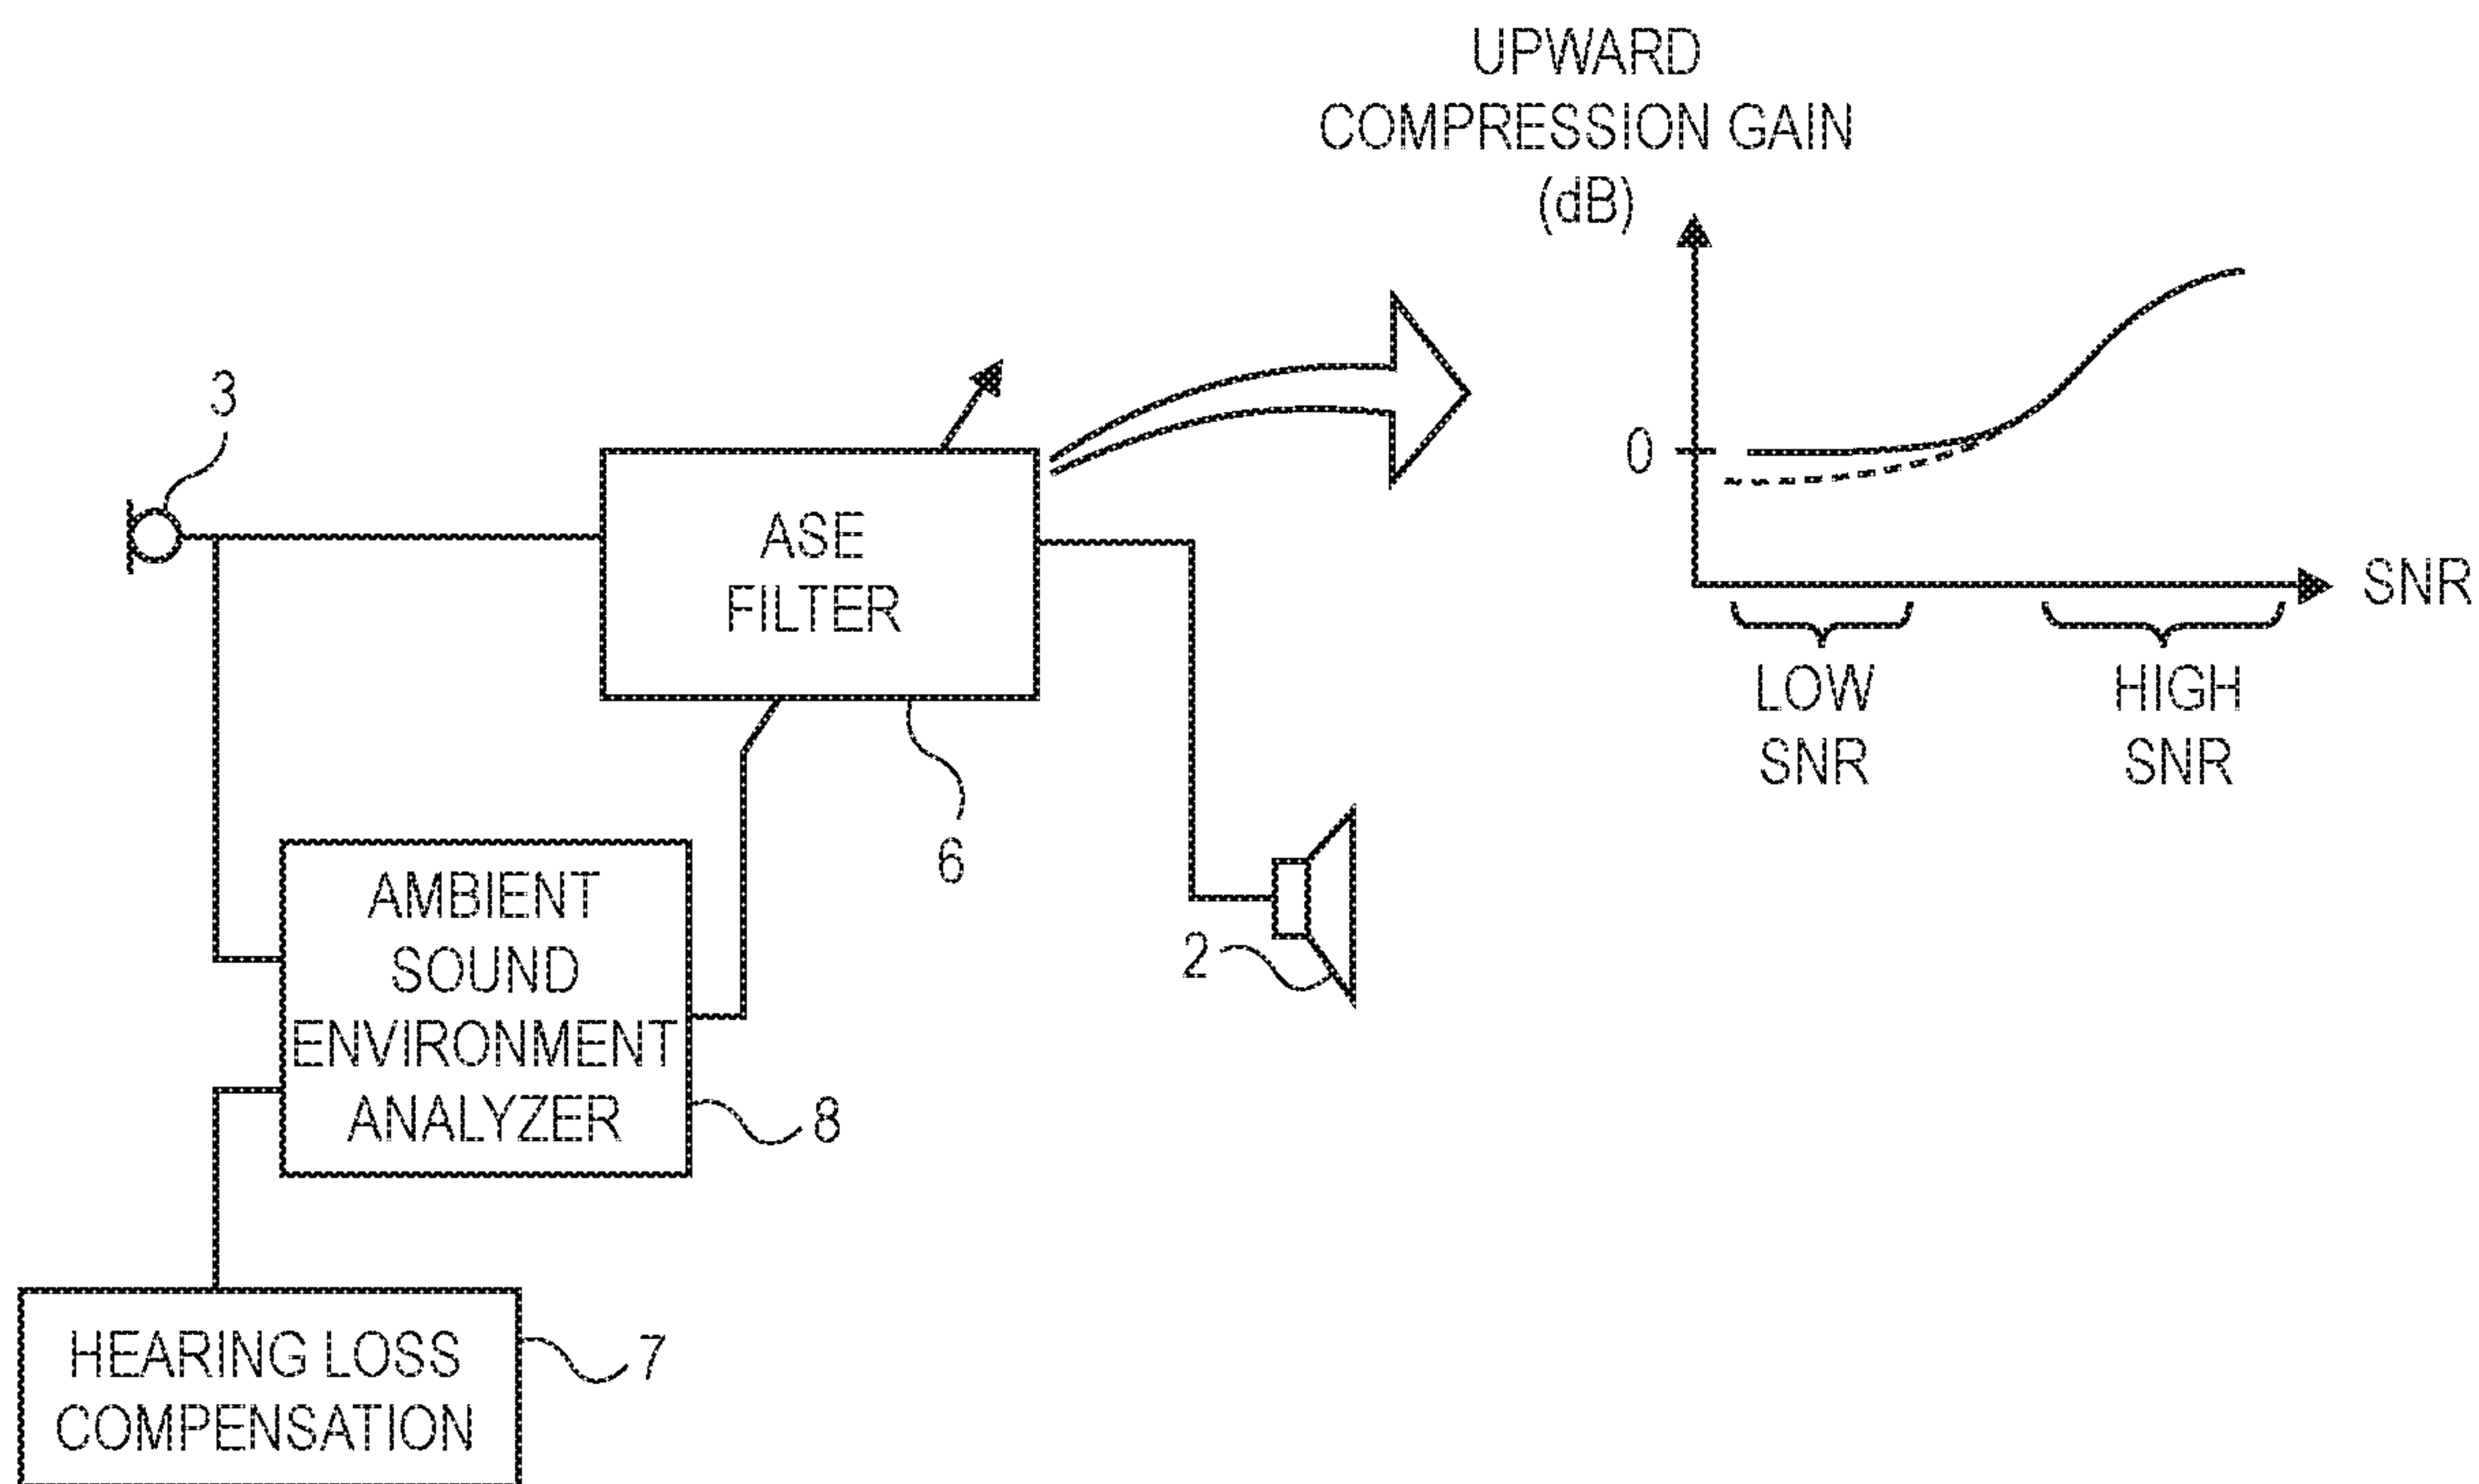 UPWARD
COMPRESSION GAIN
(dB)
0
SNR
LOW
SNR
HIGH
SNR
3
ASE
FILTER
6
2
AMBIENT
SOUND
ENVIRONMENT
ANALYZER
8
HEARING LOSS
COMPENSATION
7